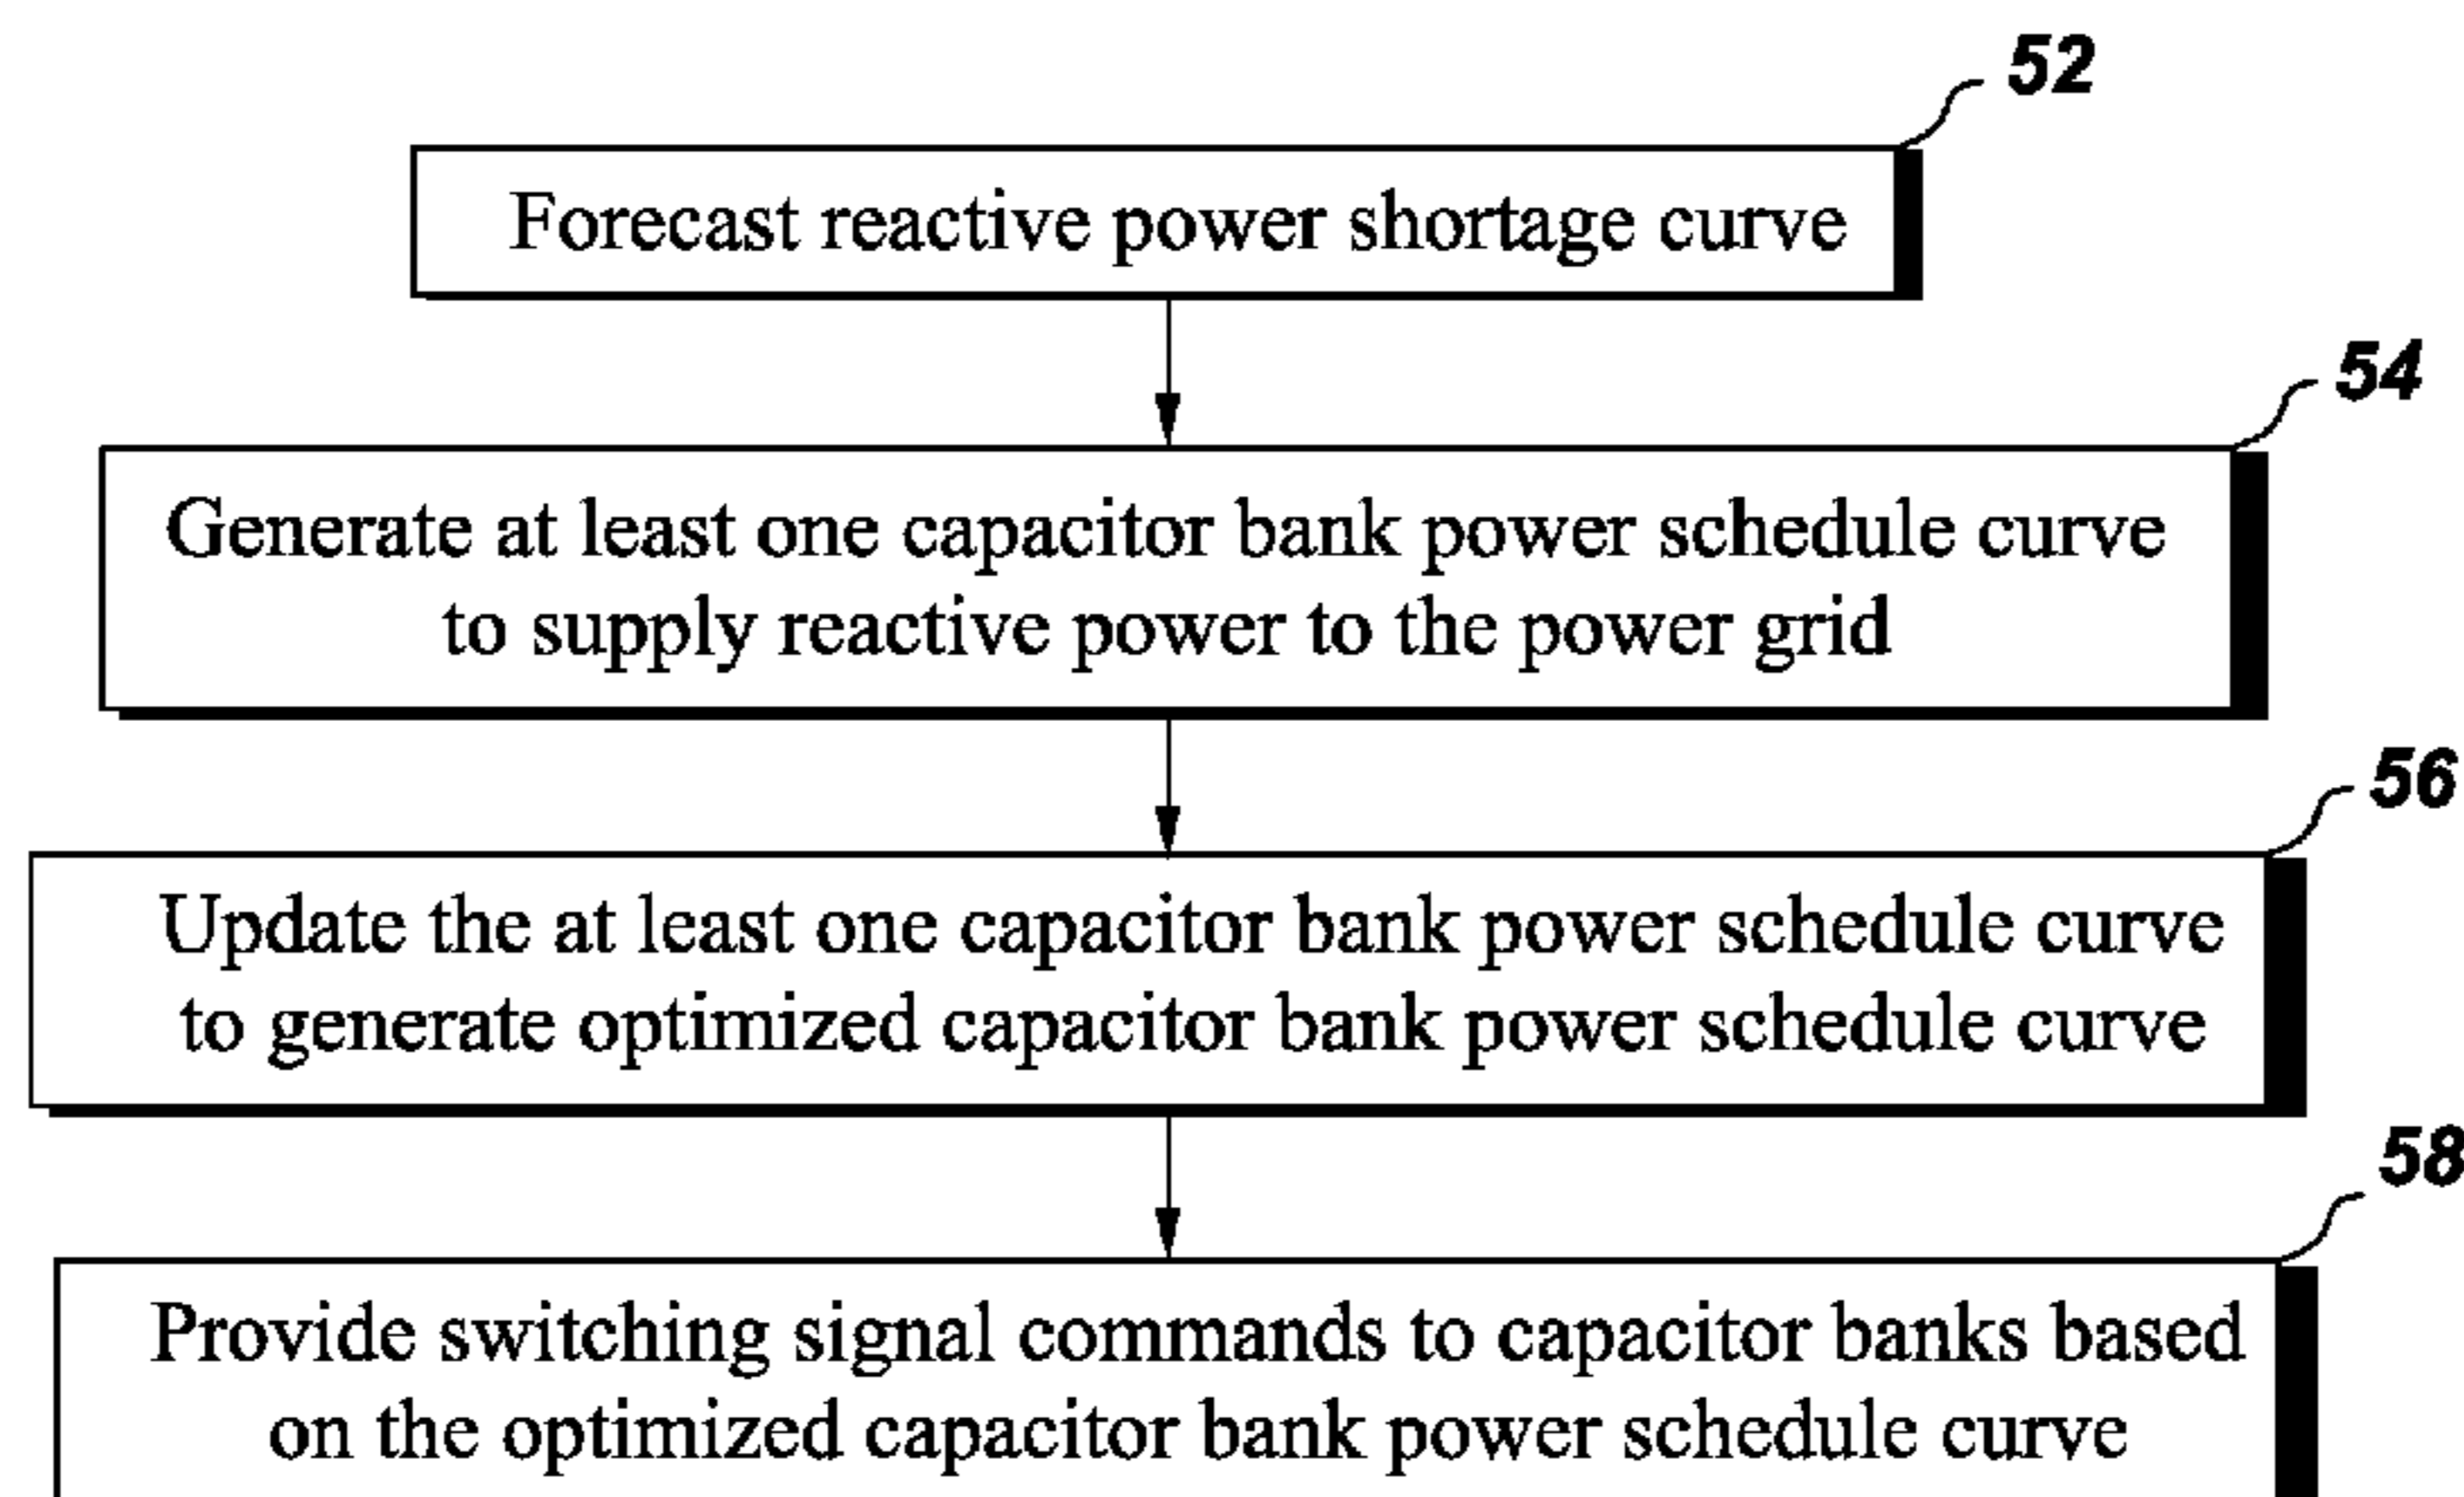 52
Forecast reactive power shortage curve
54
Generate at least one capacitor bank power schedule curve
to supply reactive power to the power grid
56
Update the at least one capacitor bank power schedule curve
to generate optimized capacitor bank power schedule curve
58
Provide switching signal commands to capacitor banks based
on the optimized capacitor bank power schedule curve